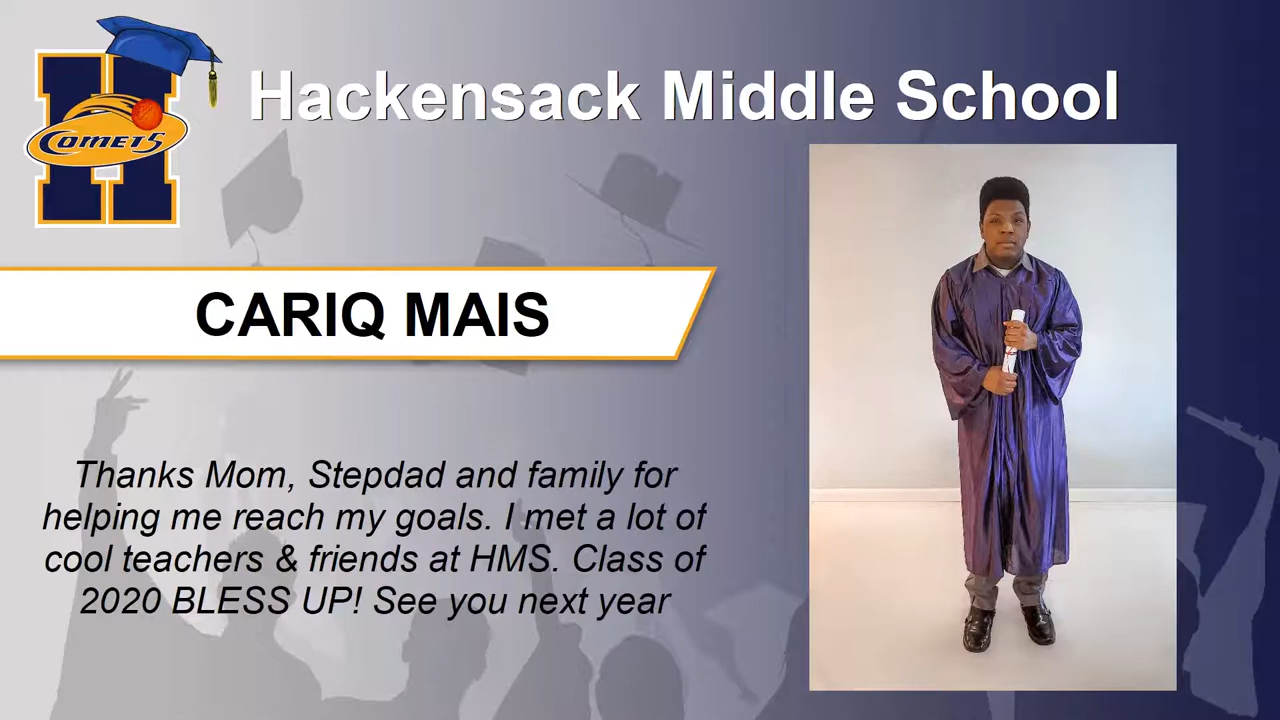 Hackensack Middle School
COMETS
CARIQ MAIS
Thanks Mom, Stepdad and family for
helping me reach my goals. I met a lot of
cool teachers & friends at HMS. Class of
2020 BLESS UP! See you next year